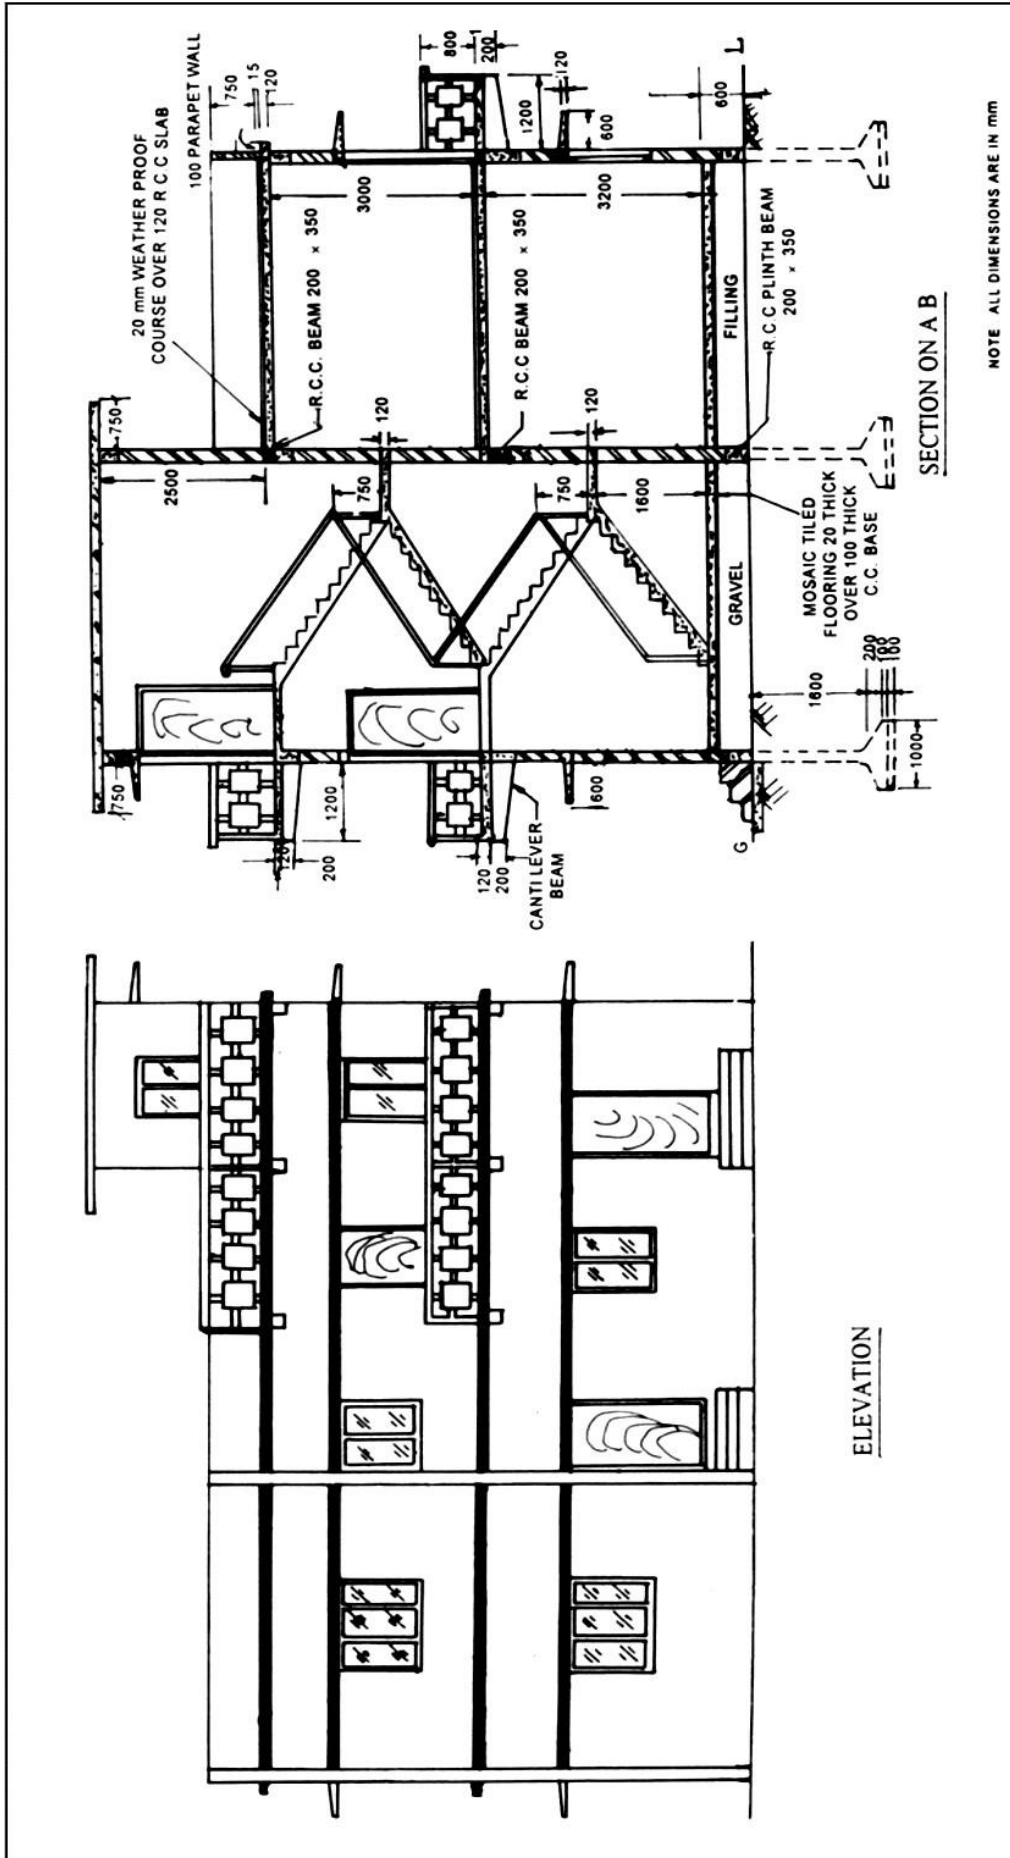 20 mm WEATHER PROOF
COURSE OVER 120 R C C SLAB
100 PARAPET WALL
750
15
120
800
200
1200
120
600
600
L
3000
3200
R.C.C. BEAM 200 × 350
R.C.C BEAM 200 × 350
R.C.C PLINTH BEAM
200 × 350
FILLING
750
2500
120
750
120
750
1600
GRAVEL
MOSAIC TILED
FLOORING 20 THICK
OVER 100 THICK
C.C. BASE
1600
200
100
100
1000
750
1200
120
200
120
200
600
CANTILEVER
BEAM
G
SECTION ON A B
NOTE ALL DIMENSIONS ARE IN mm
ELEVATION